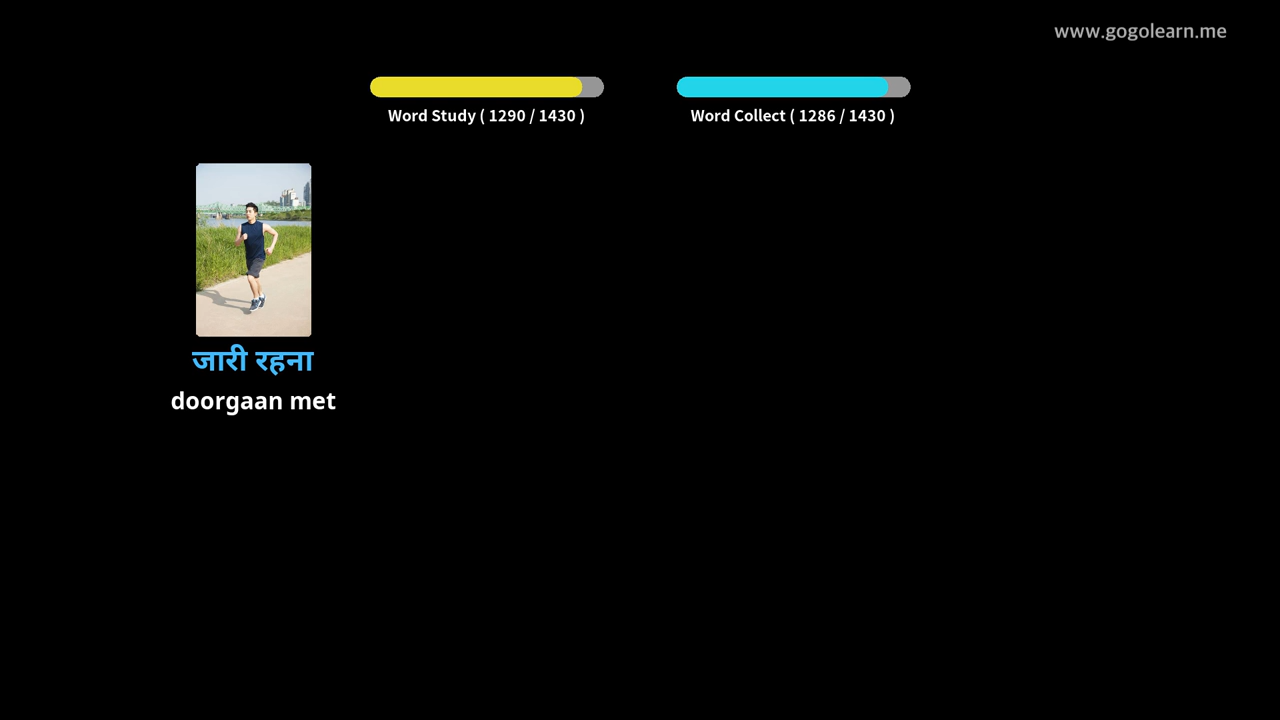 www.gogolearn.me
Word Study ( 1290 / 1430 )
Word Collect ( 1286 / 1430 )
जारी रहना
doorgaan met